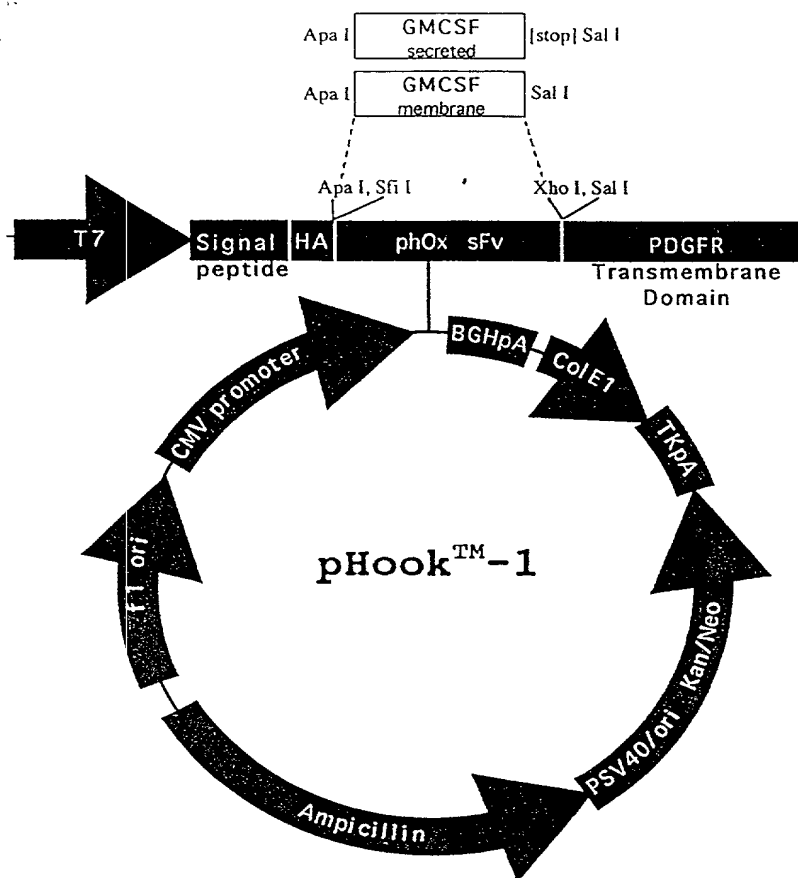 Apa I GMCSF [stop] Sal I
secreted
Apa I GMCSF Sal I
membrane
Apa I, Sfi I Xho I, Sal I
T7 Signal HA phOx sFv PDGFR
peptide Transmembrane
Domain
BGHpA
ColE1
CMV promoter
TKpA
f1 ori
pHook™-1
PSV40/ori Kan/Neo
Ampicillin